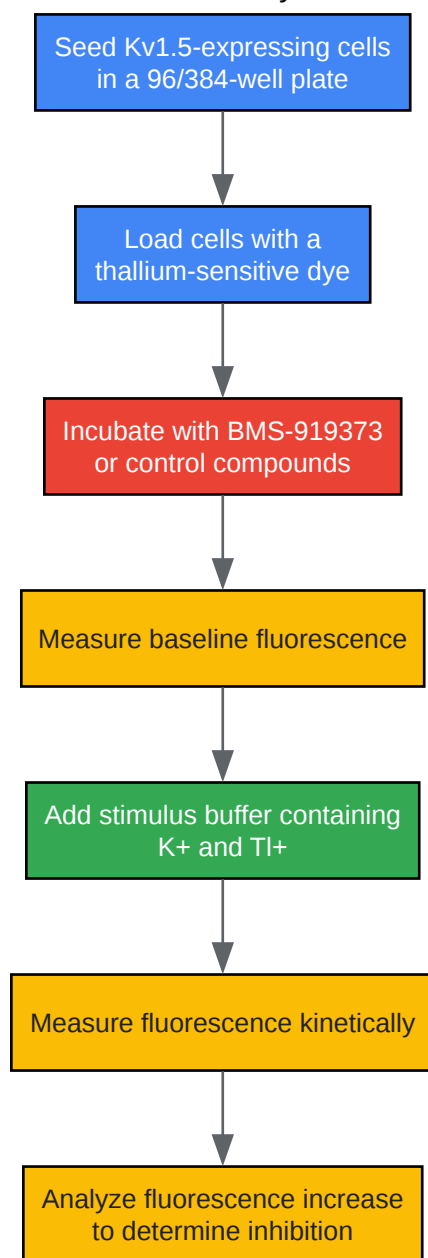 Seed Kv1.5-expressing cells
in a 96/384-well plate
Load cells with a
thallium-sensitive dye
Incubate with BMS-919373
or control compounds
Measure baseline fluorescence
Add stimulus buffer containing
K+ and Tl+
Measure fluorescence kinetically
Analyze fluorescence increase
to determine inhibition